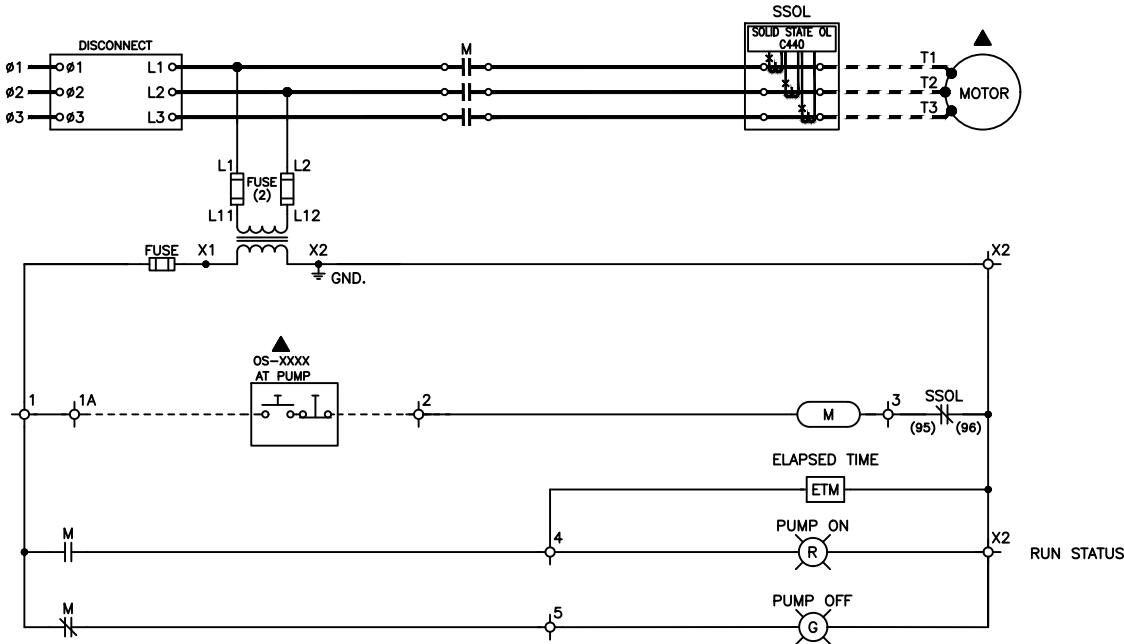 SSOL
DISCONNECT
SOLID STATE OL
C440
M
ø1 ø1 L1
T1
ø2 ø2 L2
T2
MOTOR
ø3 ø3 L3
T3
L1 L2
FUSE
(2)
L11 L12
FUSE X1 X2
X2
GND.
OS-XXXX
AT PUMP
1 1A 2 M 3 SSOL
(95) (96)
ELAPSED TIME
ETM
PUMP ON
M 4 R X2 RUN STATUS
PUMP OFF
M 5 G